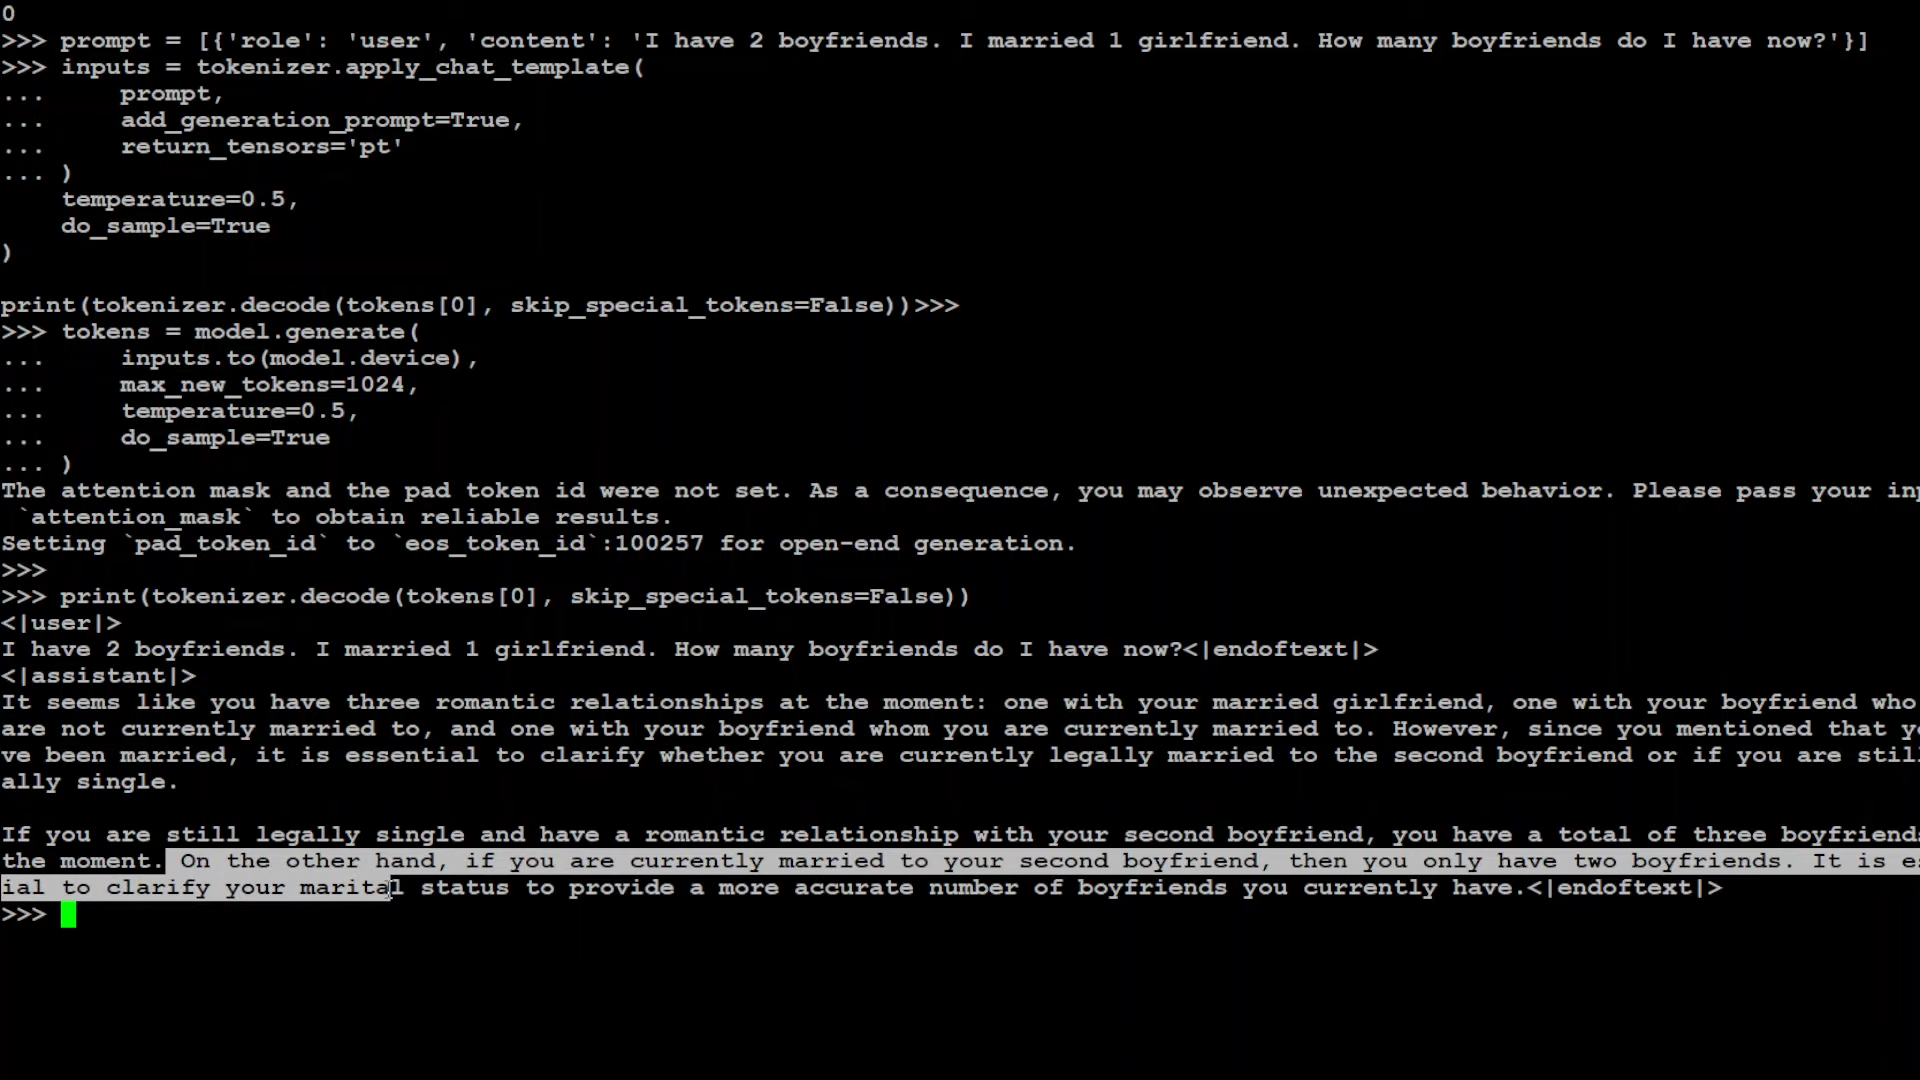 0
>>> prompt = [{'role': 'user', 'content': 'I have 2 boyfriends. I married 1 girlfriend. How many boyfriends do I have now?'}]
>>> inputs = tokenizer.apply_chat_template(
...     prompt,
...     add_generation_prompt=True,
...     return_tensors='pt'
... )
    temperature=0.5,
    do_sample=True
)

print(tokenizer.decode(tokens[0], skip_special_tokens=False))>>>
>>> tokens = model.generate(
...     inputs.to(model.device),
...     max_new_tokens=1024,
...     temperature=0.5,
...     do_sample=True
... )
The attention mask and the pad token id were not set. As a consequence, you may observe unexpected behavior. Please pass your inp
 `attention_mask` to obtain reliable results.
Setting `pad_token_id` to `eos_token_id`:100257 for open-end generation.
>>>
>>> print(tokenizer.decode(tokens[0], skip_special_tokens=False))
<|user|>
I have 2 boyfriends. I married 1 girlfriend. How many boyfriends do I have now?<|endoftext|>
<|assistant|>
It seems like you have three romantic relationships at the moment: one with your married girlfriend, one with your boyfriend who
are not currently married to, and one with your boyfriend whom you are currently married to. However, since you mentioned that yo
ve been married, it is essential to clarify whether you are currently legally married to the second boyfriend or if you are still
ally single.

If you are still legally single and have a romantic relationship with your second boyfriend, you have a total of three boyfriends
the moment. On the other hand, if you are currently married to your second boyfriend, then you only have two boyfriends. It is es
ial to clarify your marital status to provide a more accurate number of boyfriends you currently have.<|endoftext|>
>>>